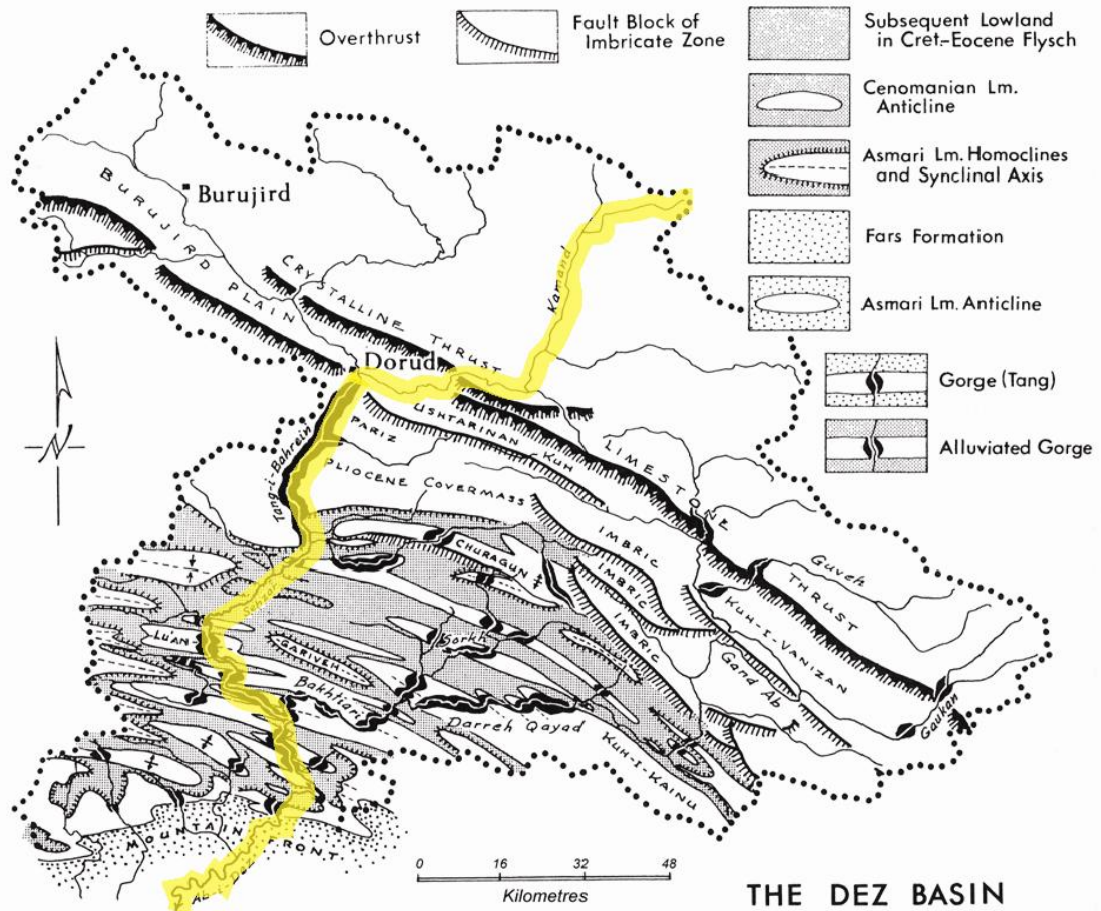 Overthrust
Fault Block of
Imbricate Zone
Subsequent Lowland
in Cret.-Eocene Flysch
Cenomanian Lm.
Anticline
Asmari Lm. Homoclines
and Synclinal Axis
Fars Formation
Asmari Lm. Anticline
Gorge (Tang)
Alluviated Gorge
Burujird
BURUJIRD PLAIN
CRYSTALLINE THRUST
Kamand
Dorud
USHTARINAN
KUH
PARIZ
Tang-i-Bahrein
PLIOCENE COVERMASS
LIMESTONE
THRUST
IMBRIC
IMBRIC
IMBRIC
CHURAGUN
Guveh
KUH-I-VANIZAN
LU'AN
GARIVEH
Sorkh
Gand Ab
Gaukan
Bakhtari
Darreh Qayad
KUH-I-KAINU
MOUNTAIN FRONT
Ab-i-Dez
N
0 16 32 48
Kilometres
THE DEZ BASIN